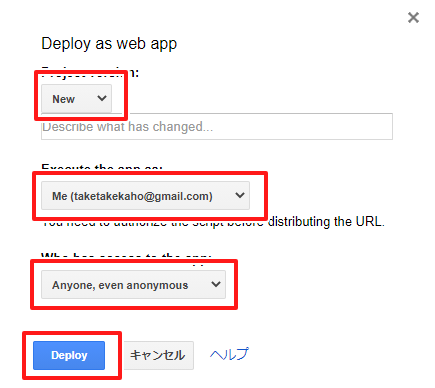 Deploy as web app
Project version:
New
Describe what has changed...
Execute the app as:
Me (taketakekaho@gmail.com)
You need to authorize the script before distributing the URL.
Who has access to the app:
Anyone, even anonymous
Deploy キャンセル ヘルプ